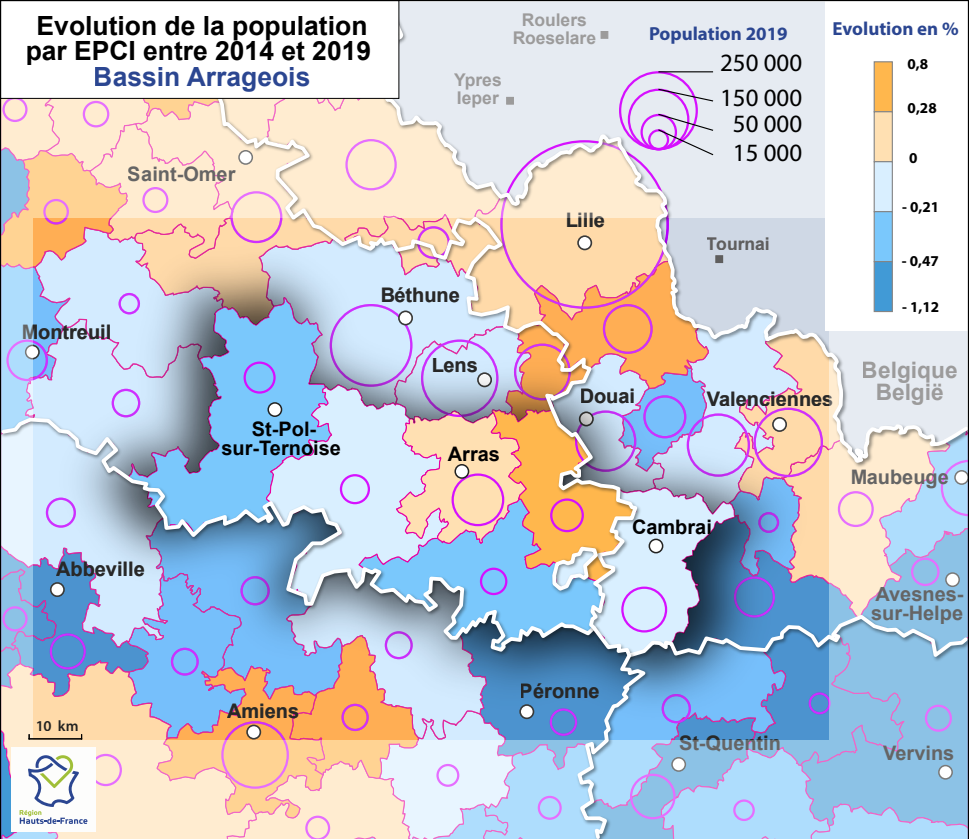 Evolution de la population
par EPCI entre 2014 et 2019
Bassin Arrageois
Roulers
Roeselare
Ypres
Ieper
Population 2019
250 000
150 000
50 000
15 000
Evolution en %
0,8
0,28
0
- 0,21
- 0,47
- 1,12
Saint-Omer
Lille
Tournai
Béthune
Montreuil
Lens
Belgique
België
Douai
Valenciennes
St-Pol-
sur-Ternoise
Arras
Maubeuge
Cambrai
Abbeville
Avesnes-
sur-Helpe
Péronne
Amiens
10 km
St-Quentin
Vervins
Région
Hauts-de-France